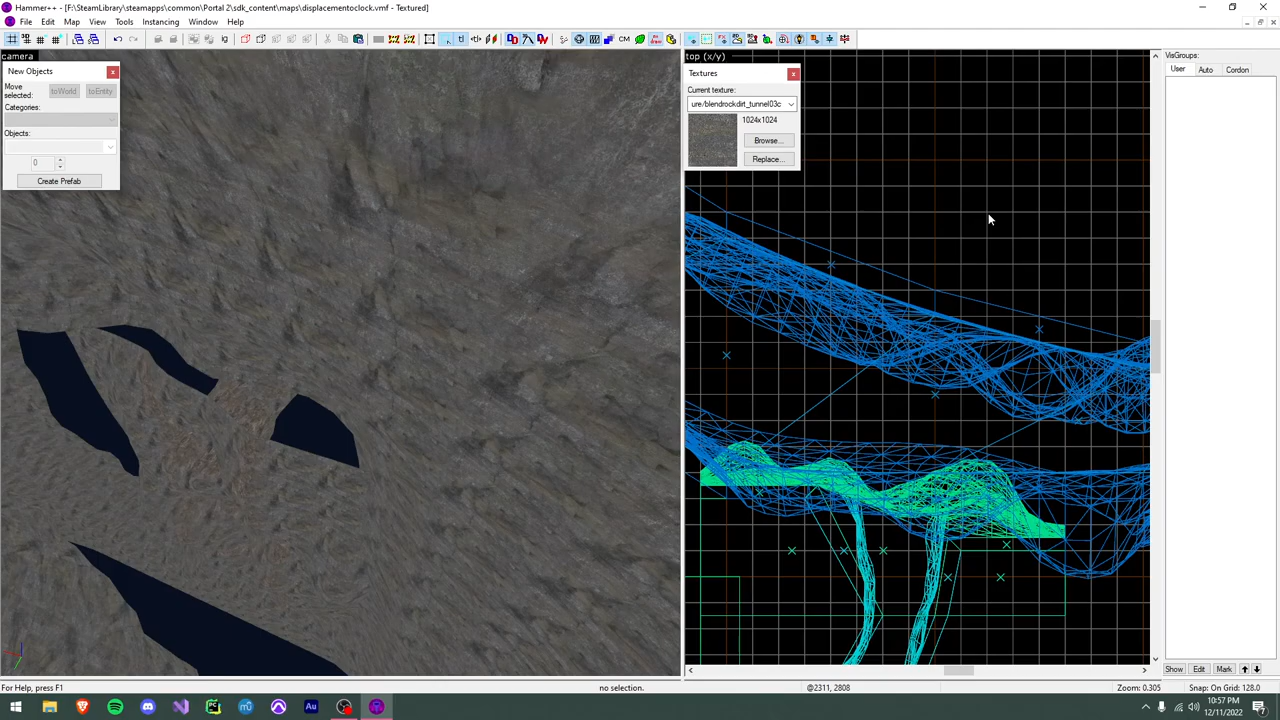 Hammer++ - [F:\SteamLibrary\steamapps\common\Portal 2\sdk_content\maps\displacementoclock.vmf - Textured]
File Edit Map View Tools Instancing Window Help
camera
New Objects
Move selected:
toWorld
toEntity
Categories:
Objects:
0
Create Prefab
top (x/y)
Textures
Current texture:
ure/blendrockdirt_tunnel03c
1024x1024
Browse...
Replace...
VisGroups:
User Auto Cordon
Show Edit Mark
For Help, press F1
no selection.
@2311, 2808
Zoom: 0.305
Snap: On Grid: 128.0
10:57 PM
12/11/2022